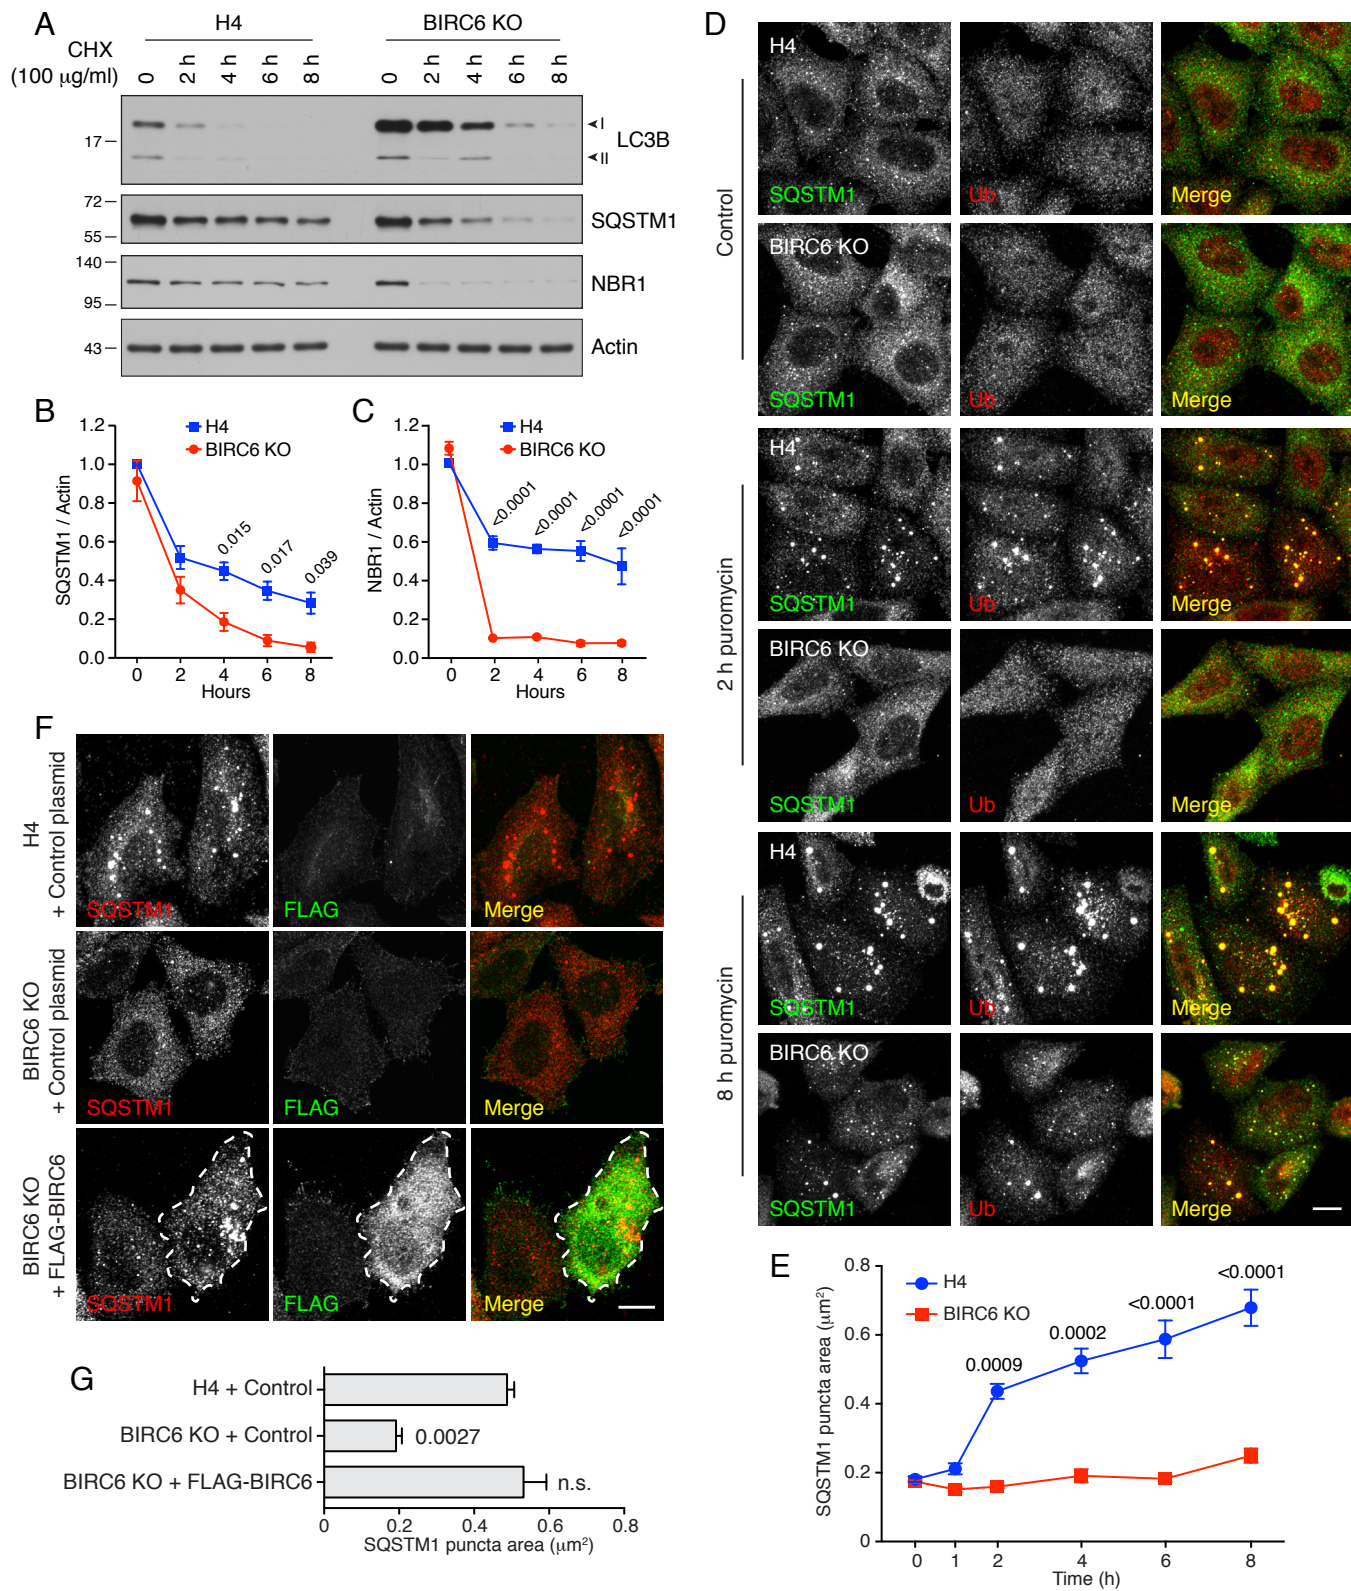 A
H4
BIRC6 KO
CHX
(100 μg/ml)
0
2 h
4 h
6 h
8 h
0
2 h
4 h
6 h
8 h
17
I
II
LC3B
72
55
SQSTM1
140
95
NBR1
43
Actin
B
H4
BIRC6 KO
SQSTM1 / Actin
1.2
1.0
0.8
0.6
0.4
0.2
0.0
0.015
0.017
0.039
0 2 4 6 8
Hours
C
H4
BIRC6 KO
NBR1 / Actin
1.2
1.0
0.8
0.6
0.4
0.2
0.0
<0.0001
<0.0001
<0.0001
<0.0001
0 2 4 6 8
Hours
D
Control
H4
SQSTM1
Ub
Merge
BIRC6 KO
SQSTM1
Ub
Merge
2 h puromycin
H4
SQSTM1
Ub
Merge
BIRC6 KO
SQSTM1
Ub
Merge
8 h puromycin
H4
SQSTM1
Ub
Merge
BIRC6 KO
SQSTM1
Ub
Merge
E
H4
BIRC6 KO
SQSTM1 puncta area (μm²)
0.8
0.6
0.4
0.2
0
0.0009
0.0002
<0.0001
<0.0001
0 1 2 4 6 8
Time (h)
F
H4
+ Control plasmid
SQSTM1
FLAG
Merge
BIRC6 KO
+ Control plasmid
SQSTM1
FLAG
Merge
BIRC6 KO
+ FLAG-BIRC6
SQSTM1
FLAG
Merge
G
H4 + Control
BIRC6 KO + Control
0.0027
BIRC6 KO + FLAG-BIRC6
n.s.
0 0.2 0.4 0.6 0.8
SQSTM1 puncta area (μm²)